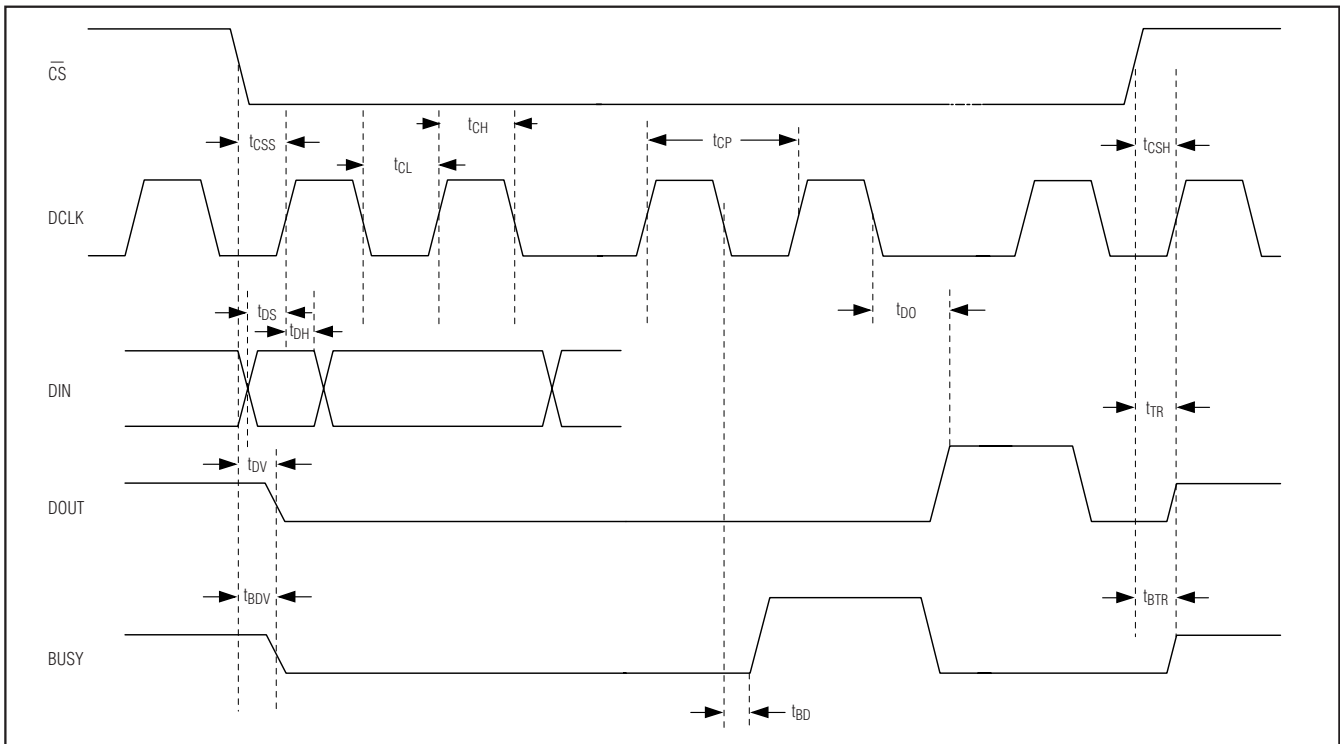 CS
tCSS
tCH
tCP
tCSH
tCL
DCLK
tDS
tDH
tDO
DIN
tTR
tDV
DOUT
tBDV
tBTR
BUSY
tBD